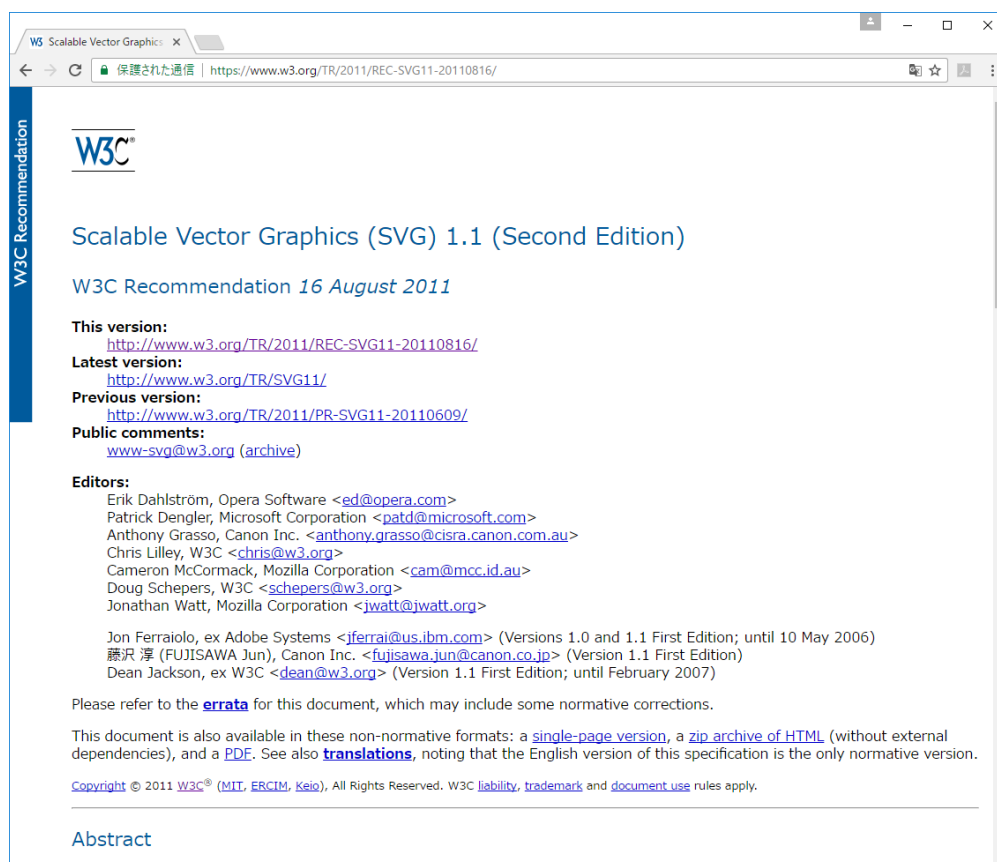 W3 Scalable Vector Graphics
保護された通信 | https://www.w3.org/TR/2011/REC-SVG11-20110816/
W3C Recommendation
W3C®
Scalable Vector Graphics (SVG) 1.1 (Second Edition)
W3C Recommendation 16 August 2011
This version:
http://www.w3.org/TR/2011/REC-SVG11-20110816/
Latest version:
http://www.w3.org/TR/SVG11/
Previous version:
http://www.w3.org/TR/2011/PR-SVG11-20110609/
Public comments:
www-svg@w3.org (archive)
Editors:
Erik Dahlström, Opera Software <ed@opera.com>
Patrick Dengler, Microsoft Corporation <patd@microsoft.com>
Anthony Grasso, Canon Inc. <anthony.grasso@cisra.canon.com.au>
Chris Lilley, W3C <chris@w3.org>
Cameron McCormack, Mozilla Corporation <cam@mcc.id.au>
Doug Schepers, W3C <schepers@w3.org>
Jonathan Watt, Mozilla Corporation <jwatt@jwatt.org>
Jon Ferraiolo, ex Adobe Systems <jferrai@us.ibm.com> (Versions 1.0 and 1.1 First Edition; until 10 May 2006)
藤沢 淳 (FUJISAWA Jun), Canon Inc. <fujisawa.jun@canon.co.jp> (Version 1.1 First Edition)
Dean Jackson, ex W3C <dean@w3.org> (Version 1.1 First Edition; until February 2007)
Please refer to the errata for this document, which may include some normative corrections.
This document is also available in these non-normative formats: a single-page version, a zip archive of HTML (without external
dependencies), and a PDF. See also translations, noting that the English version of this specification is the only normative version.
Copyright © 2011 W3C® (MIT, ERCIM, Keio), All Rights Reserved. W3C liability, trademark and document use rules apply.
Abstract